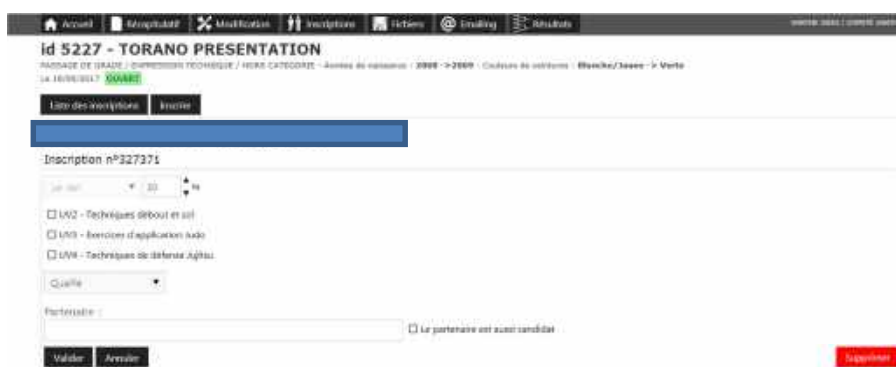 Accueil Récapitulatif Modification Inscriptions Fichiers @ Emailing Résultats
id 5227 - TORANO PRESENTATION
PASSAGE DE GRADE / EXPRESSION TECHNIQUE / HORS CATEGORIE - Années de naissance : 2008 -> 2009 - Couleurs de ceintures : Blanche/Jaune -> Verte
OUVERT
Liste des inscriptions Inscrire
Inscription n°327371
10
UV2 - Techniques debout et sol
UV3 - Exercices d'application Judo
UV4 - Techniques de défense Jujitsu
Qualife
Partenaire :
Le partenaire est aussi candidat
Valider Annuler
Supprimer